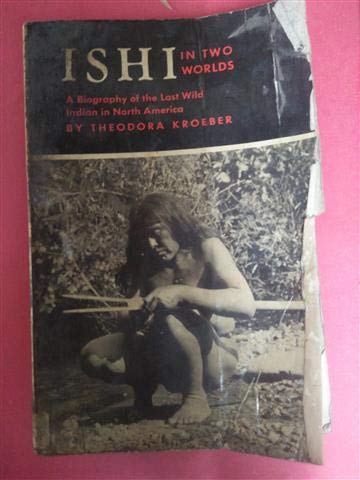 ISHI IN TWO
WORLDS
A Biography of the Last Wild
Indian in North America
BY THEODORA KROEBER